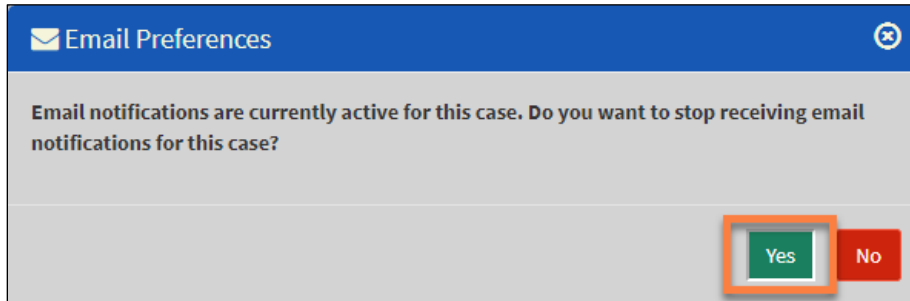 Email Preferences
Email notifications are currently active for this case. Do you want to stop receiving email
notifications for this case?
Yes No